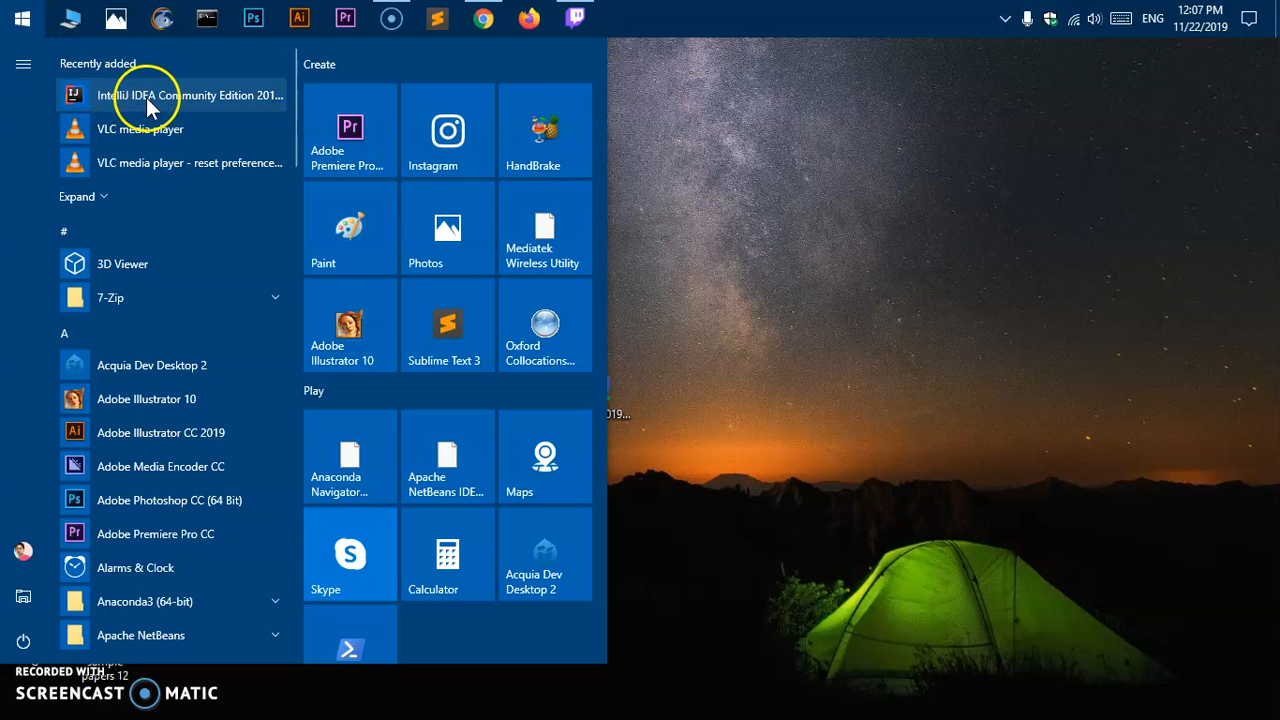 ENG
12:07 PM
11/22/2019
Recently added
IntelliJ IDEA Community Edition 201...
VLC media player
VLC media player - reset preference...
Expand
#
3D Viewer
7-Zip
A
Acquia Dev Desktop 2
Adobe Illustrator 10
Adobe Illustrator CC 2019
Adobe Media Encoder CC
Adobe Photoshop CC (64 Bit)
Adobe Premiere Pro CC
Alarms & Clock
Anaconda3 (64-bit)
Apache NetBeans
Create
Adobe
Premiere Pro...
Instagram
HandBrake
Paint
Photos
Mediatek
Wireless Utility
Adobe
Illustrator 10
Sublime Text 3
Oxford
Collocations...
Play
Anaconda
Navigator...
Apache
NetBeans IDE...
Maps
Skype
Calculator
Acquia Dev
Desktop 2
019...
sample
papers 12
RECORDED WITH
SCREENCAST MATIC